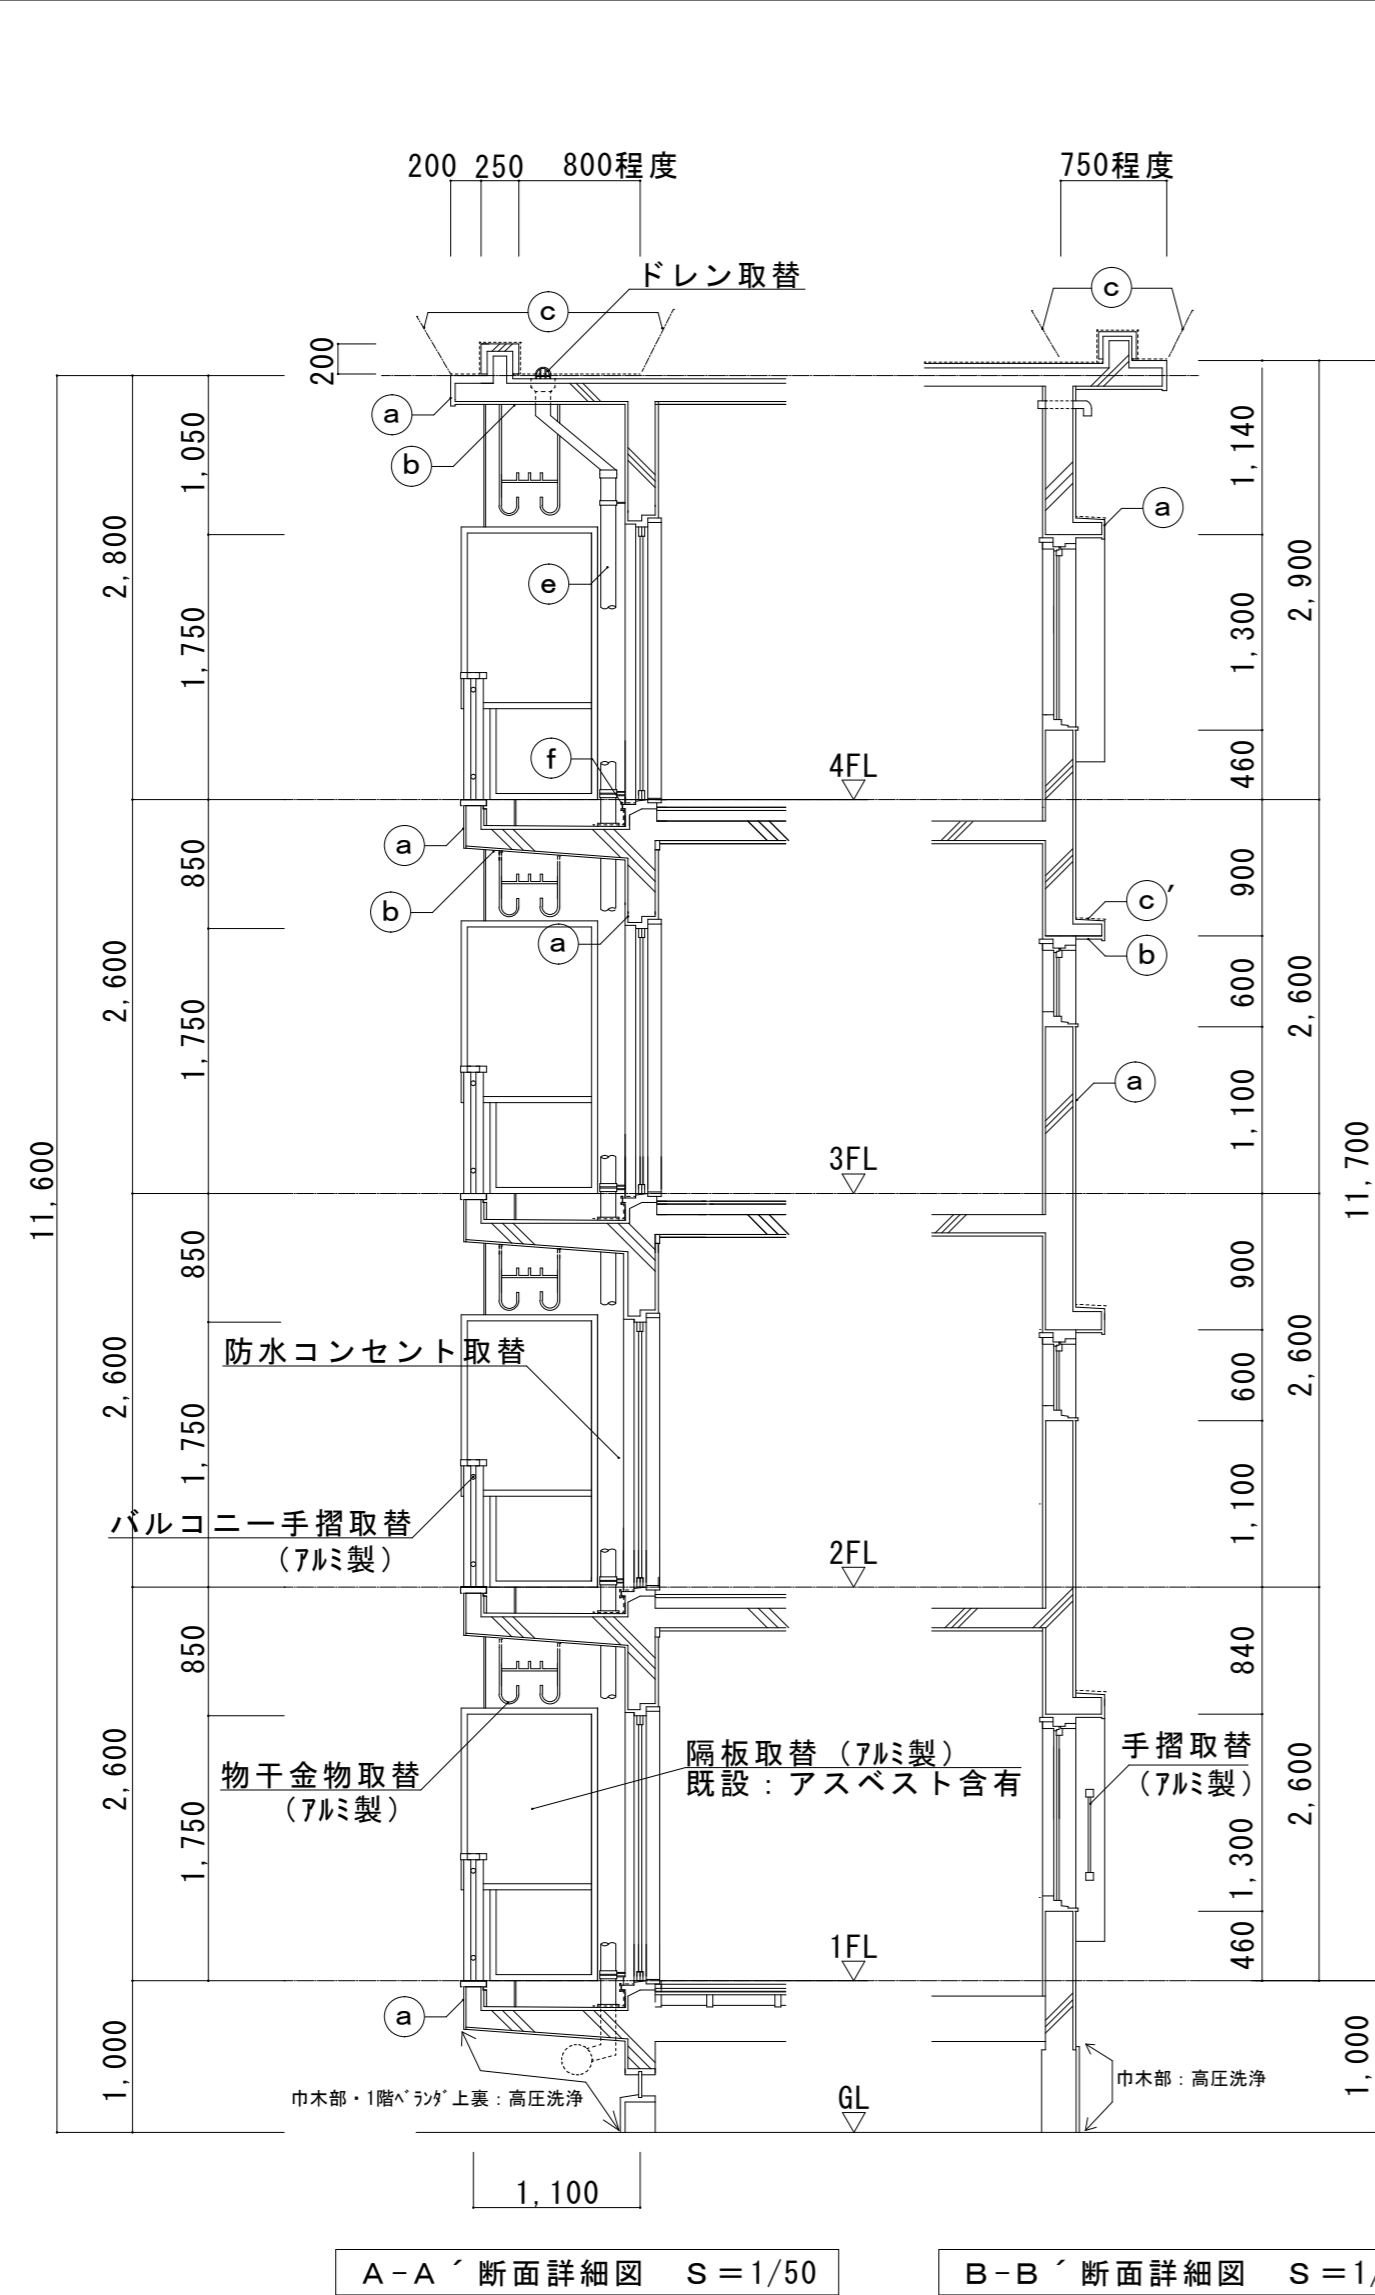 200 250 800程度 750程度
ドレン取替
c c
200
a
b
a
e
f
a
b
a
c′
b
a
a
4FL
3FL
2FL
1FL
GL
1,050
1,750
850
1,750
850
1,750
850
1,750
2,800
2,600
2,600
2,600
1,000
11,600
1,140
1,300
460
900
600
1,100
900
600
1,100
840
1,300
460
2,900
2,600
2,600
2,600
11,700
1,000
防水コンセント取替
バルコニー手摺取替
(アルミ製)
物干金物取替
(アルミ製)
隔板取替(アルミ製)
既設:アスベスト含有
手摺取替
(アルミ製)
巾木部・1階ベランダ上裏:高圧洗浄
巾木部:高圧洗浄
1,100
A-A´断面詳細図 S=1/50
B-B´断面詳細図 S=1/